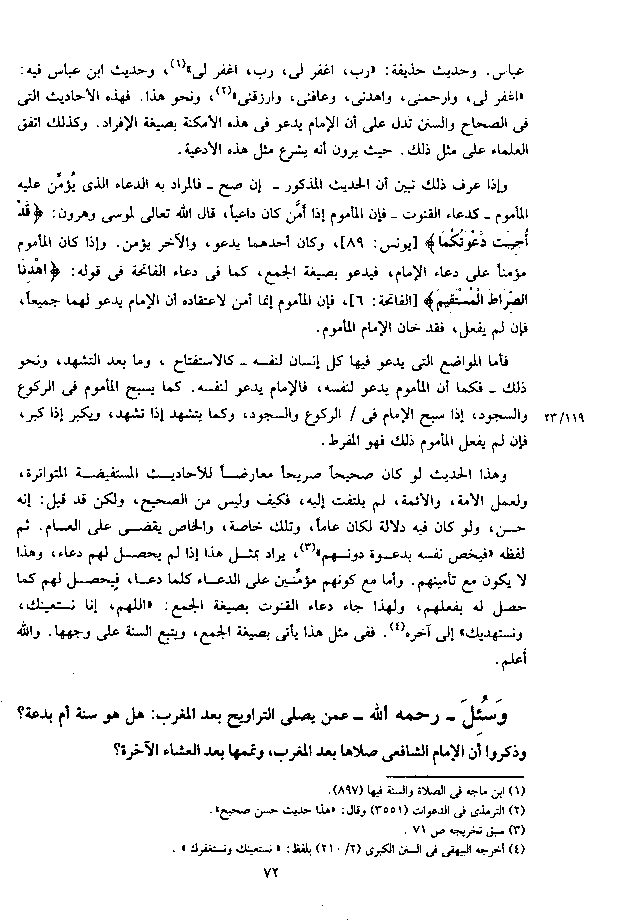 عباس. وحديث حذيفة: «رب، اغفر لى، رب، اغفر لى»(١)، وحديث ابن عباس فيه:
«اغفر لى، وارحمنى، واهدنى، وعافنى، وارزقنى»(٢)، ونحو هذا. فهذه الأحاديث التى
فى الصحاح والسنن تدل على أن الإمام يدعو فى هذه الأمكنة بصيغة الإفراد. وكذلك اتفق
العلماء على مثل ذلك. حيث يرون أنه يشرع مثل هذه الأدعية.
وإذا عرف ذلك تبين أن الحديث المذكور ـ إن صح ـ فالمراد به الدعاء الذى يُؤمِّن عليه
المأموم ـ كدعاء القنوت ـ فإن المأموم إذا أمَّن كان داعياً، قال الله تعالى لموسى وهرون: ﴿ قَدْ
أُجِيبَت دَّعْوَتُكُمَا ﴾ [يونس: ٨٩]، وكان أحدهما يدعو، والآخر يؤمن. وإذا كان المأموم
مؤمناً على دعاء الإمام، فيدعو بصيغة الجمع، كما فى دعاء الفاتحة فى قوله: ﴿ اهْدِنَا
الصِّرَاطَ الْمُسْتَقِيمَ ﴾ [الفاتحة: ٦]، فإن المأموم إنما أمن لاعتقاده أن الإمام يدعو لهما جميعاً،
فإن لم يفعل، فقد خان الإمام المأموم.
فأما المواضع التى يدعو فيها كل إنسان لنفسه ـ كالاستفتاح ، وما بعد التشهد، ونحو
ذلك ـ فكما أن المأموم يدعو لنفسه، فالإمام يدعو لنفسه. كما يسبح المأموم فى الركوع
والسجود، إذا سبح الإمام فى / الركوع والسجود، وكما يتشهد إذا تشهد، ويكبر إذا كبر، ٢٣/١١٩
فإن لم يفعل المأموم ذلك فهو المفرط.
وهذا الحديث لو كان صحيحاً صريحاً معارضاً للأحاديث المستفيضة المتواترة،
ولعمل الأمة، والأئمة، لم يلتفت إليه، فكيف وليس من الصحيح، ولكن قد قيل: إنه
حسن، ولو كان فيه دلالة لكان عاماً، وتلك خاصة، والخاص يقضى على العام. ثم
لفظه «فيخص نفسه بدعوة دونهم»(٣)، يراد بمثل هذا إذا لم يحصل لهم دعاء، وهذا
لا يكون مع تأمينهم. وأما مع كونهم مؤمِّنين على الدعاء كلما دعا، فيحصل لهم كما
حصل له بفعلهم، ولهذا جاء دعاء القنوت بصيغة الجمع: «اللهم، إنا نستعينك،
ونستهديك» إلى آخره(٤). ففى مثل هذا يأتى بصيغة الجمع، ويتبع السنة على وجهها. والله
أعلم.
وَسُئِلَ ـ رحمه الله ـ عمن يصلى التراويح بعد المغرب: هل هو سنة أم بدعة؟
وذكروا أن الإمام الشافعى صلاها بعد المغرب، وتممها بعد العشاء الآخرة؟
(١) ابن ماجه فى الصلاة والسنة فيها (٨٩٧).
(٢) الترمذى فى الدعوات (٣٥٥١) وقال: «هذا حديث حسن صحيح».
(٣) سبق تخريجه ص ٧١ .
(٤) أخرجه البيهقى فى السنن الكبرى (٢/ ٢١٠) بلفظ: « نستعينك ونستغفرك » .
٧٢